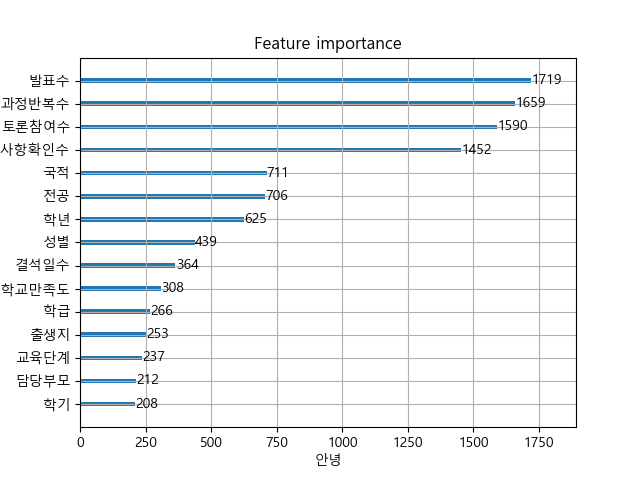 Feature importance
발표수 1719
과정반복수 1659
토론참여수 1590
사항확인수 1452
국적 711
전공 706
학년 625
성별 439
결석일수 364
학교만족도 308
학급 266
출생지 253
교육단계 237
담당부모 212
학기 208
0 250 500 750 1000 1250 1500 1750
안녕